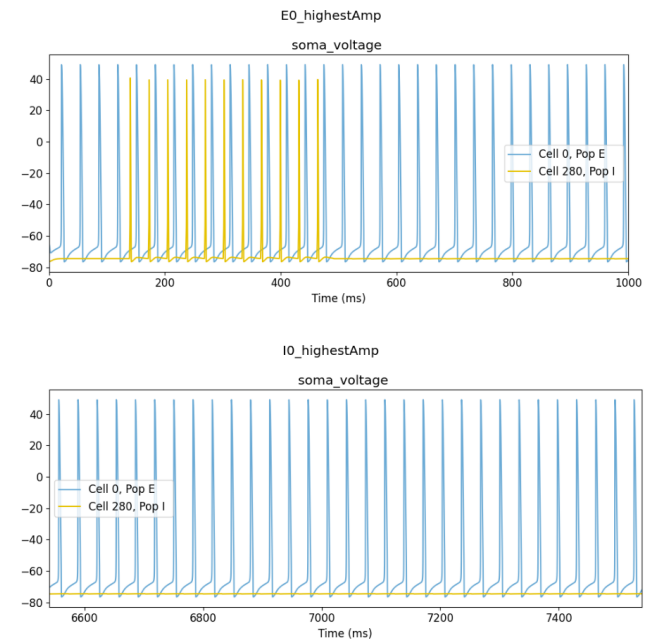 E0_highestAmp
soma_voltage
40
20
0
−20
−40
−60
−80
Cell 0, Pop E
Cell 280, Pop I
0 200 400 600 800 1000
Time (ms)
I0_highestAmp
soma_voltage
40
20
0
−20
−40
−60
−80
Cell 0, Pop E
Cell 280, Pop I
6600 6800 7000 7200 7400
Time (ms)